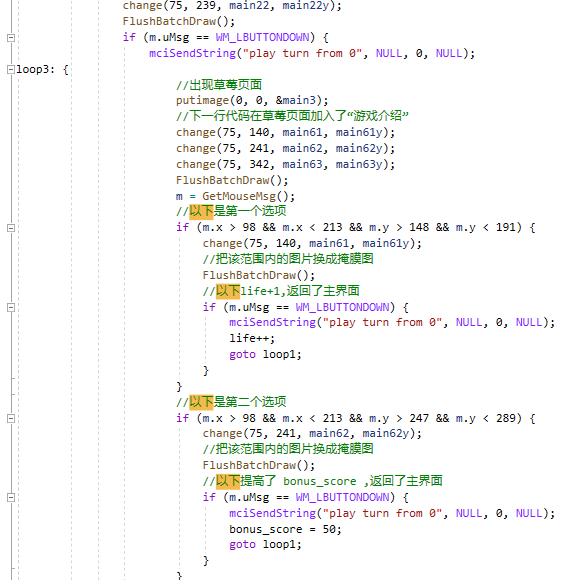 change(75, 239, main22, main22y);
FlushBatchDraw();
if (m.uMsg == WM_LBUTTONDOWN) {
mciSendString("play turn from 0", NULL, 0, NULL);
loop3: {
//出现草莓页面
putimage(0, 0, &main3);
//下一行代码在草莓页面加入了“游戏介绍”
change(75, 140, main61, main61y);
change(75, 241, main62, main62y);
change(75, 342, main63, main63y);
FlushBatchDraw();
m = GetMouseMsg();
//以下是第一个选项
if (m.x > 98 && m.x < 213 && m.y > 148 && m.y < 191) {
change(75, 140, main61, main61y);
//把该范围内的图片换成掩膜图
FlushBatchDraw();
//以下life+1,返回了主界面
if (m.uMsg == WM_LBUTTONDOWN) {
mciSendString("play turn from 0", NULL, 0, NULL);
life++;
goto loop1;
}
}
//以下是第二个选项
if (m.x > 98 && m.x < 213 && m.y > 247 && m.y < 289) {
change(75, 241, main62, main62y);
//把该范围内的图片换成掩膜图
FlushBatchDraw();
//以下提高了 bonus_score ,返回了主界面
if (m.uMsg == WM_LBUTTONDOWN) {
mciSendString("play turn from 0", NULL, 0, NULL);
bonus_score = 50;
goto loop1;
}
}